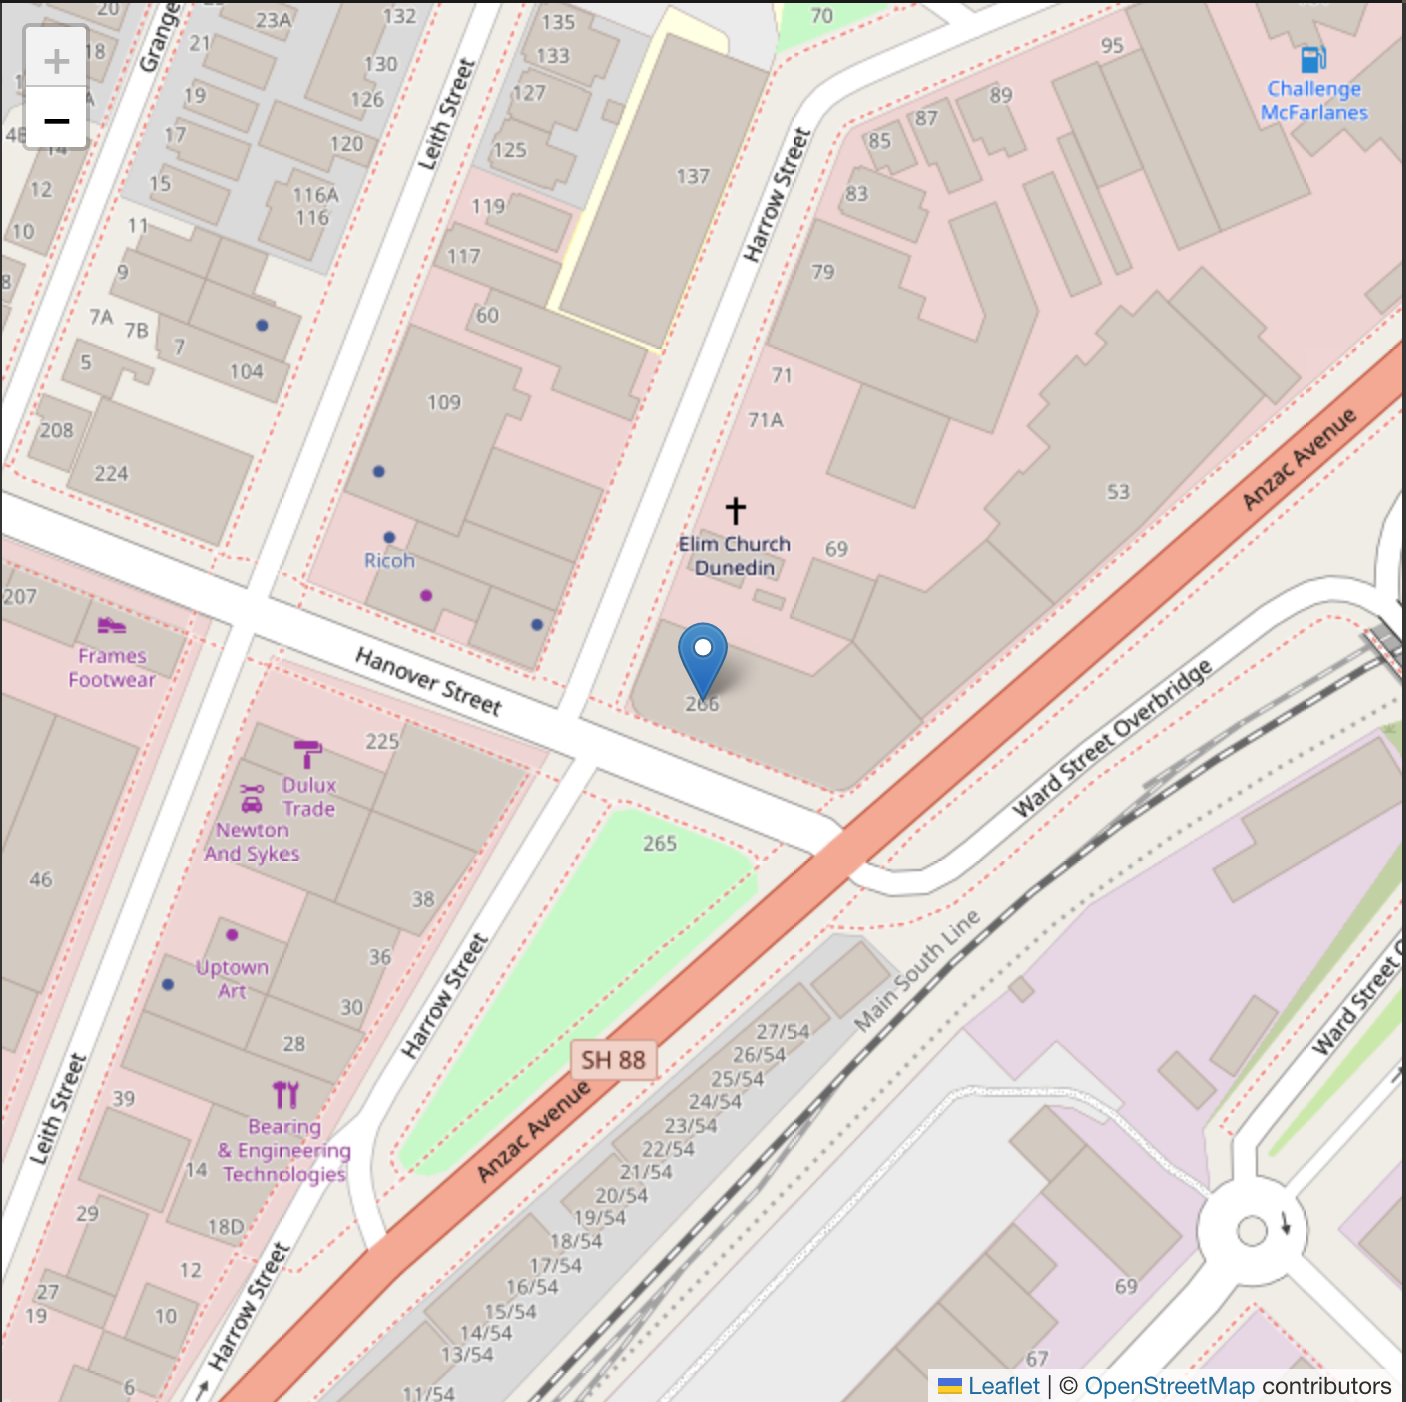 20
23A
132
135
70
95
Grange
21
133
130
18
Challenge
McFarlanes
+
−
19
126
127
89
87
Leith Street
17
120
125
85
Harrow Street
14
12
15
116A
116
137
83
119
10
11
117
79
9
8
7A
7B
60
7
5
104
71
109
71A
208
224
53
Anzac Avenue
Ricoh
Elim Church
Dunedin
69
207
Frames
Footwear
Hanover Street
266
Ward Street Overbridge
225
Dulux
Trade
Newton
And Sykes
265
46
38
Main South Line
36
Uptown
Art
Harrow Street
30
28
SH 88
27/54
26/54
25/54
24/54
23/54
22/54
21/54
20/54
19/54
18/54
17/54
16/54
15/54
14/54
13/54
11/54
Anzac Avenue
Ward Street
39
Leith Street
Bearing
& Engineering
Technologies
14
29
18D
12
27
19
10
Harrow Street
6
69
67
Leaflet | © OpenStreetMap contributors